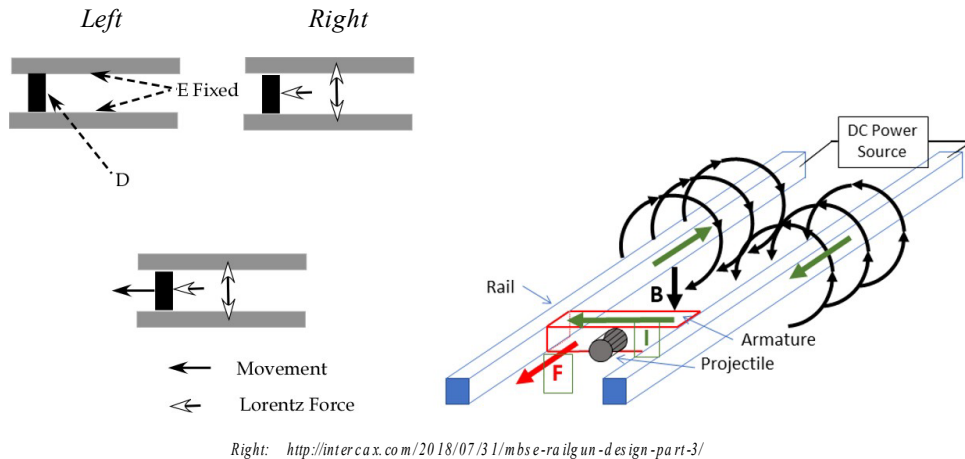 Left Right
E Fixed
D
Movement
Lorentz Force
DC Power
Source
Rail
B
Armature
I
Projectile
F
Right: http://intercax.com/2018/07/31/mbse-railgun-design-part-3/